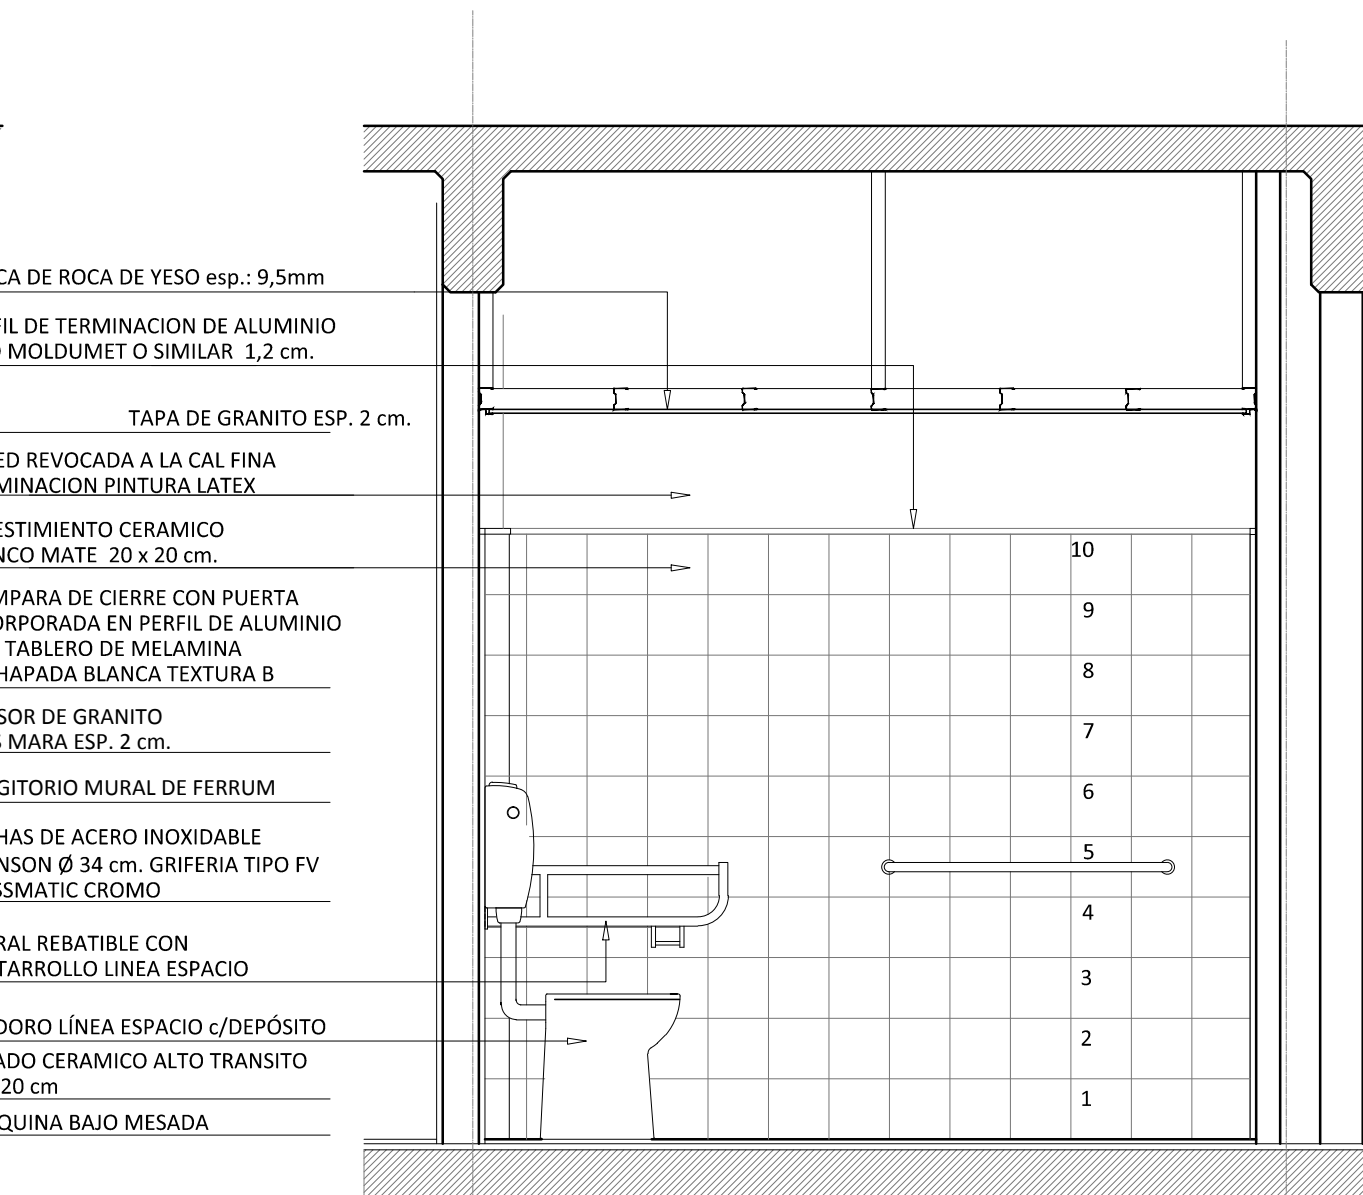 CA DE ROCA DE YESO esp.: 9,5mm
FIL DE TERMINACION DE ALUMINIO
O MOLDUMET O SIMILAR 1,2 cm.
TAPA DE GRANITO ESP. 2 cm.
ED REVOCADA A LA CAL FINA
MINACION PINTURA LATEX
ESTIMIENTO CERAMICO
NCO MATE 20 x 20 cm.
MPARA DE CIERRE CON PUERTA
ORPORADA EN PERFIL DE ALUMINIO
TABLERO DE MELAMINA
HAPADA BLANCA TEXTURA B
SOR DE GRANITO
S MARA ESP. 2 cm.
GITORIO MURAL DE FERRUM
HAS DE ACERO INOXIDABLE
NSON Ø 34 cm. GRIFERIA TIPO FV
SSMATIC CROMO
RAL REBATIBLE CON
TARROLLO LINEA ESPACIO
DORO LÍNEA ESPACIO c/DEPÓSITO
ADO CERAMICO ALTO TRANSITO
20 cm
QUINA BAJO MESADA
10
9
8
7
6
5
4
3
2
1